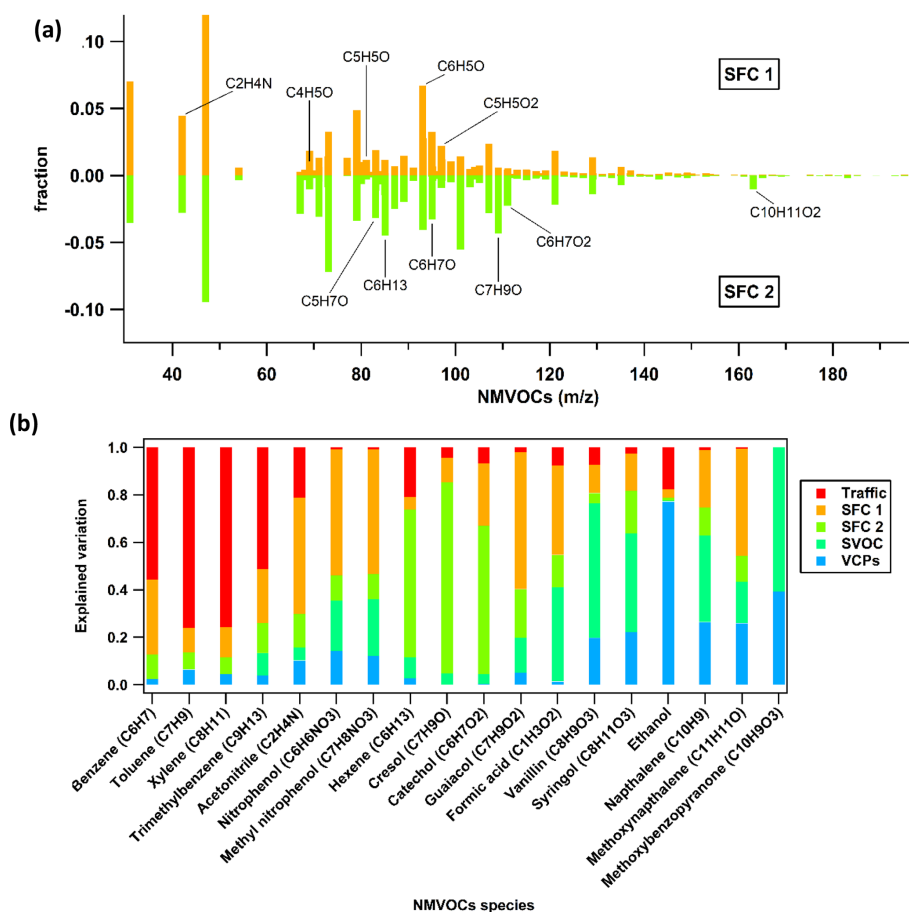 (a)
0.10
0.05
0.00
-0.05
-0.10
fraction
C2H4N
C4H5O
C5H5O
C6H5O
C5H5O2
SFC 1
C5H7O
C6H13
C6H7O
C7H9O
C6H7O2
C10H11O2
SFC 2
40 60 80 100 120 140 160 180
NMVOCs (m/z)
(b)
1.0
0.8
0.6
0.4
0.2
0.0
Explained variation
Traffic
SFC 1
SFC 2
SVOC
VCPs
Benzene (C6H7)
Toluene (C7H9)
Xylene (C8H11)
Trimethylbenzene (C9H13)
Acetonitrile (C2H4N)
Nitrophenol (C6H6NO3)
Methyl nitrophenol (C7H8NO3)
Hexene (C6H13)
Cresol (C7H9O)
Catechol (C6H7O2)
Guaiacol (C7H9O2)
Formic acid (C1H3O2)
Vanillin (C8H9O3)
Syringol (C8H11O3)
Ethanol
Napthalene (C10H9)
Methoxynapthalene (C11H11O)
Methoxybenzopyranone (C10H9O3)
NMVOCs species